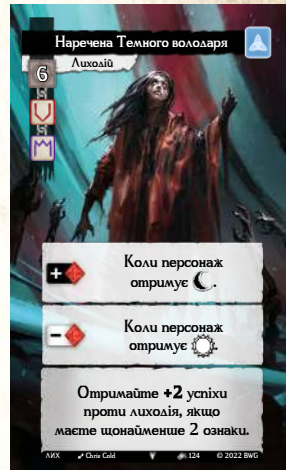 Наречена Темного володаря
Лиходій
6
Коли персонаж
отримує .
Коли персонаж
отримує .
Отримайте +2 успіхи
проти лиходія, якщо
маєте щонайменше 2 ознаки.
ЛИХ Chris Cold 124 © 2022 BWG